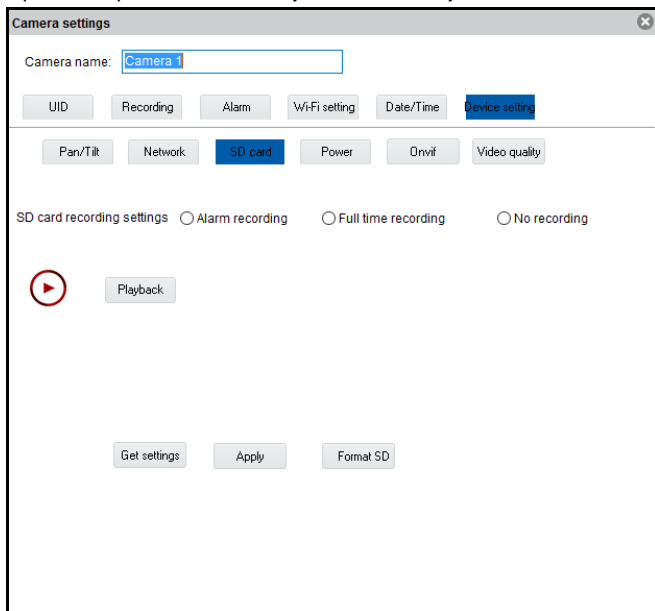 Camera settings
Camera name: Camera 1
UID Recording Alarm Wi-Fi setting Date/Time Device setting
Pan/Tilt Network SD card Power Onvif Video quality
SD card recording settings Alarm recording Full time recording No recording
Playback
Get settings Apply Format SD